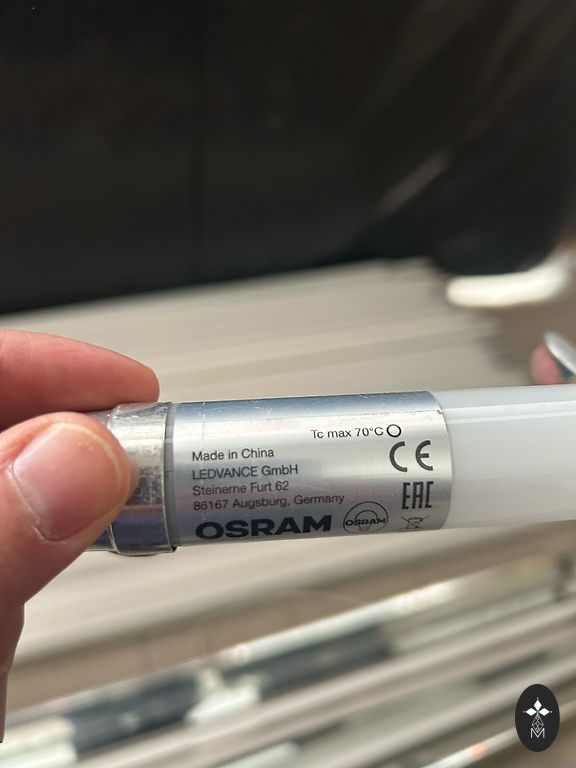 Tc max 70°C
Made in China
LEDVANCE GmbH
Steinerne Furt 62
86167 Augsburg, Germany
OSRAM
OSRAM
CE
EAC
M